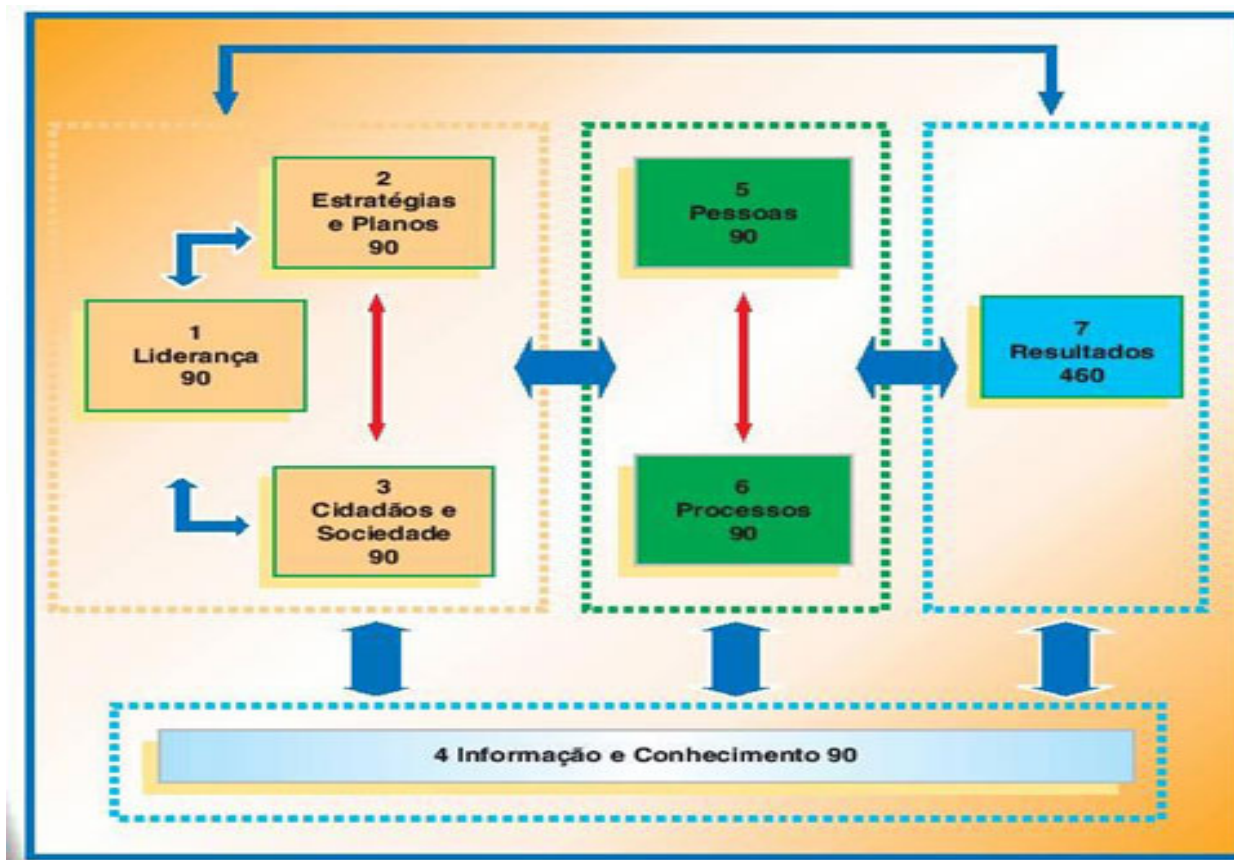 1
Liderança
90
2
Estratégias
e Planos
90
3
Cidadãos e
Sociedade
90
5
Pessoas
90
6
Processos
90
7
Resultados
460
4 Informação e Conhecimento 90